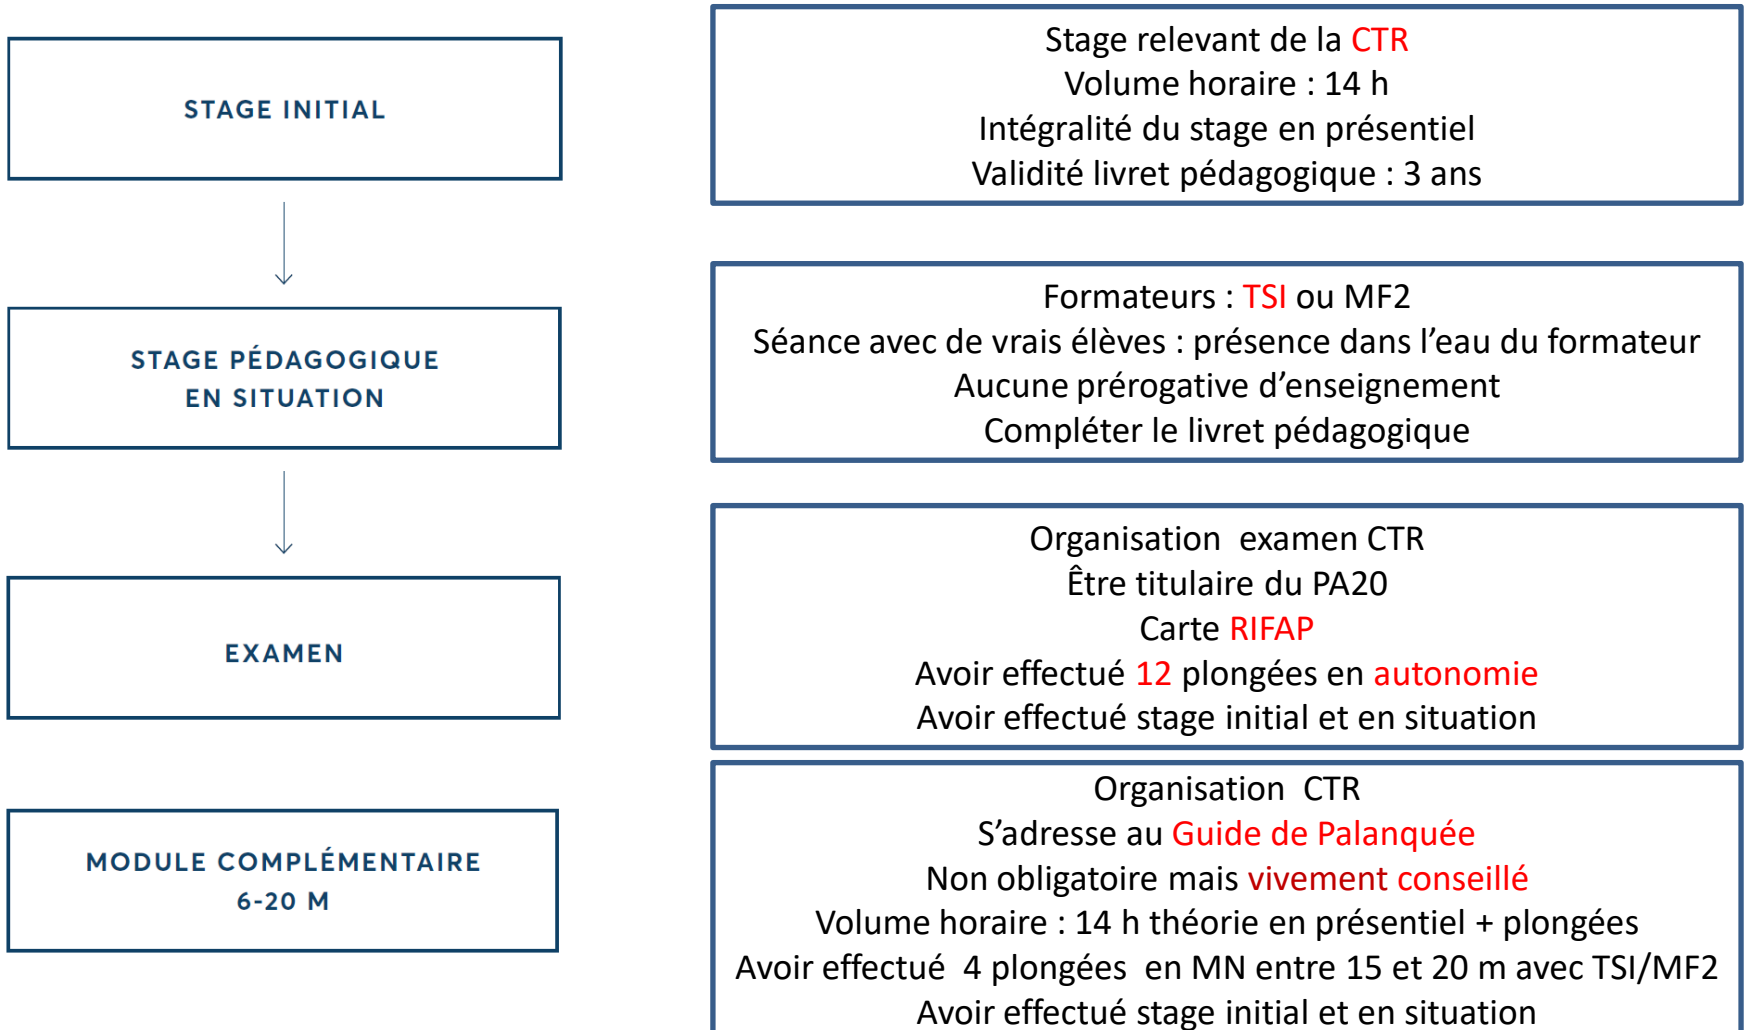 STAGE INITIAL
Stage relevant de la CTR
Volume horaire : 14 h
Intégralité du stage en présentiel
Validité livret pédagogique : 3 ans
STAGE PÉDAGOGIQUE
EN SITUATION
Formateurs : TSI ou MF2
Séance avec de vrais élèves : présence dans l’eau du formateur
Aucune prérogative d’enseignement
Compléter le livret pédagogique
EXAMEN
Organisation  examen CTR
Être titulaire du PA20
Carte RIFAP
Avoir effectué 12 plongées en autonomie
Avoir effectué stage initial et en situation
MODULE COMPLÉMENTAIRE
6-20 M
Organisation  CTR
S’adresse au Guide de Palanquée
Non obligatoire mais vivement conseillé
Volume horaire : 14 h théorie en présentiel + plongées
Avoir effectué  4 plongées  en MN entre 15 et 20 m avec TSI/MF2
Avoir effectué stage initial et en situation